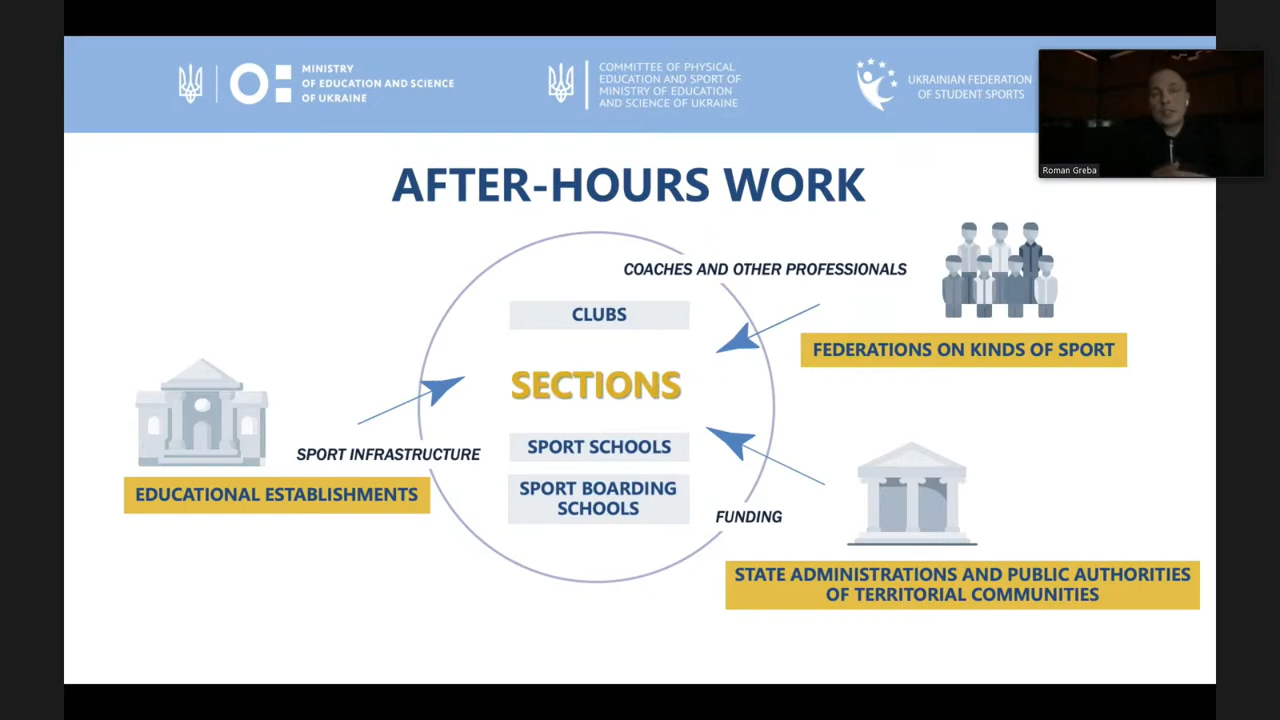 MINISTRY
OF EDUCATION AND SCIENCE
OF UKRAINE
COMMITTEE OF PHYSICAL
EDUCATION AND SPORT OF
MINISTRY OF EDUCATION
AND SCIENCE OF UKRAINE
UKRAINIAN FEDERATION
OF STUDENT SPORTS
Roman Greba
AFTER-HOURS WORK
COACHES AND OTHER PROFESSIONALS
CLUBS
FEDERATIONS ON KINDS OF SPORT
SECTIONS
SPORT SCHOOLS
SPORT INFRASTRUCTURE
EDUCATIONAL ESTABLISHMENTS
SPORT BOARDING
SCHOOLS
FUNDING
STATE ADMINISTRATIONS AND PUBLIC AUTHORITIES
OF TERRITORIAL COMMUNITIES